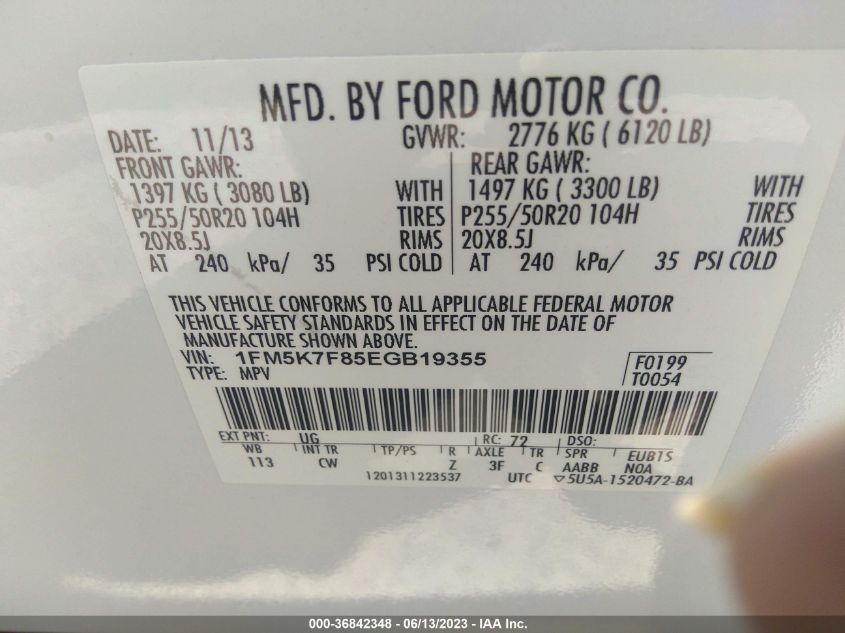 MFD. BY FORD MOTOR CO.
DATE: 11/13 GVWR: 2776 KG ( 6120 LB)
FRONT GAWR: REAR GAWR:
1397 KG ( 3080 LB) WITH 1497 KG ( 3300 LB) WITH
P255/50R20 104H TIRES P255/50R20 104H TIRES
20X8.5J RIMS 20X8.5J RIMS
AT 240 kPa/ 35 PSI COLD AT 240 kPa/ 35 PSI COLD
THIS VEHICLE CONFORMS TO ALL APPLICABLE FEDERAL MOTOR
VEHICLE SAFETY STANDARDS IN EFFECT ON THE DATE OF
MANUFACTURE SHOWN ABOVE.
VIN: 1FM5K7F85EGB19355 F0199
TYPE: MPV T0054
EXT PNT: UG RC: 72 DSO:
WB INT TR TP/PS R AXLE TR SPR EUB1S
113 CW Z 3F C AABB N0A
1201311223537 UTC ▽5U5A-1520472-BA
000-36842348 - 06/13/2023 - IAA Inc.